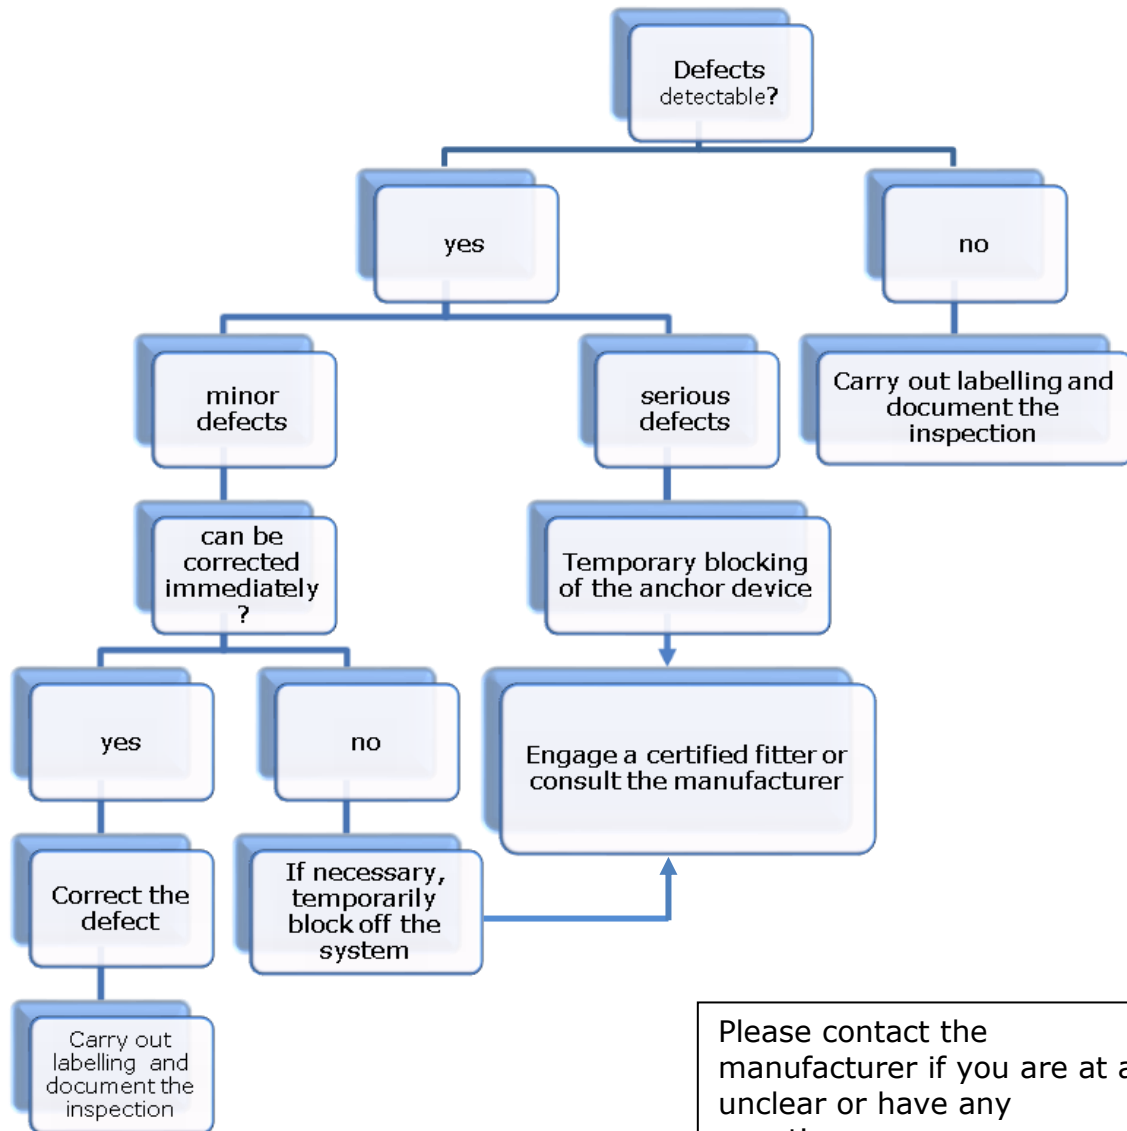 Defects
detectable?
yes
no
minor
defects
serious
defects
Carry out labelling and
document the
inspection
can be
corrected
immediately
?
Temporary blocking
of the anchor device
yes
no
Engage a certified fitter or
consult the manufacturer
Correct the
defect
If necessary,
temporarily
block off the
system
Carry out
labelling and
document the
inspection
Please contact the
manufacturer if you are at
unclear or have any